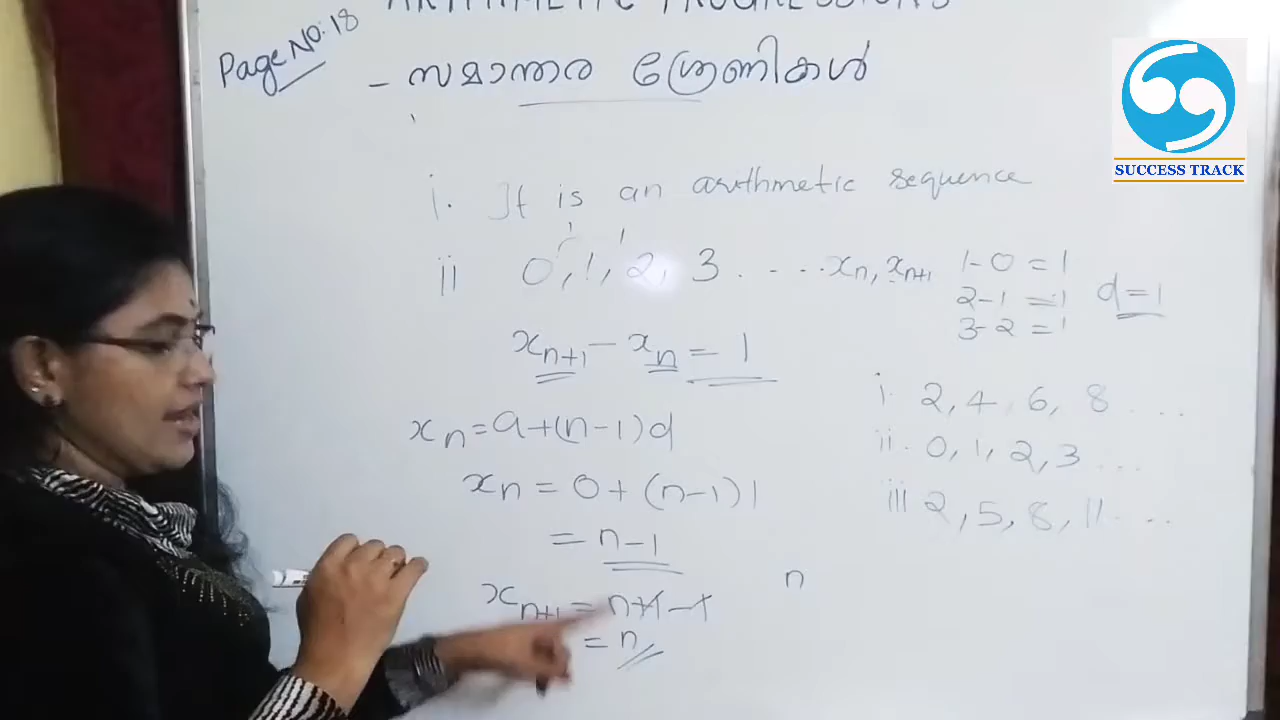 ARITHMETIC PROGRESSIONS
Page No: 18
- സമാന്തര ശ്രേണികൾ
SUCCESS TRACK
i. It is an arithmetic sequence
ii 0, 1, 2, 3 . - - .. xn, xn+1
1-0 = 1
2-1 = 1
3-2 = 1
d=1
xn+1 - xn = 1
xn = a+(n-1)d
xn = 0 + (n-1) 1
= n-1
xn+1 = n+1-1
= n
n
i. 2, 4, 6, 8 ....
ii. 0, 1, 2, 3 ...
iii 2, 5, 8, 11 ...